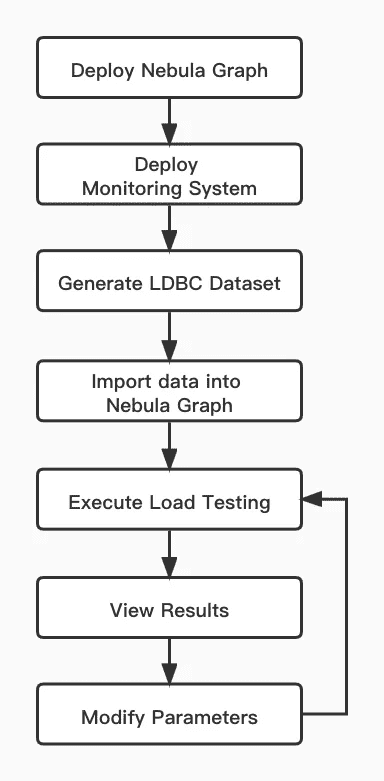 Deploy Nebula Graph
Deploy
Monitoring System
Generate LDBC Dataset
Import data into
Nebula Graph
Execute Load Testing
View Results
Modify Parameters